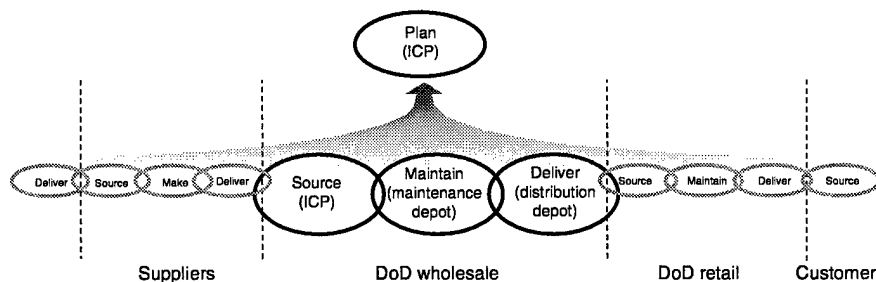 Plan
(ICP)
Deliver
Source
Make
Deliver
Source
(ICP)
Maintain
(maintenance
depot)
Deliver
(distribution
depot)
Source
Maintain
Deliver
Source
Suppliers
DoD wholesale
DoD retail
Customer